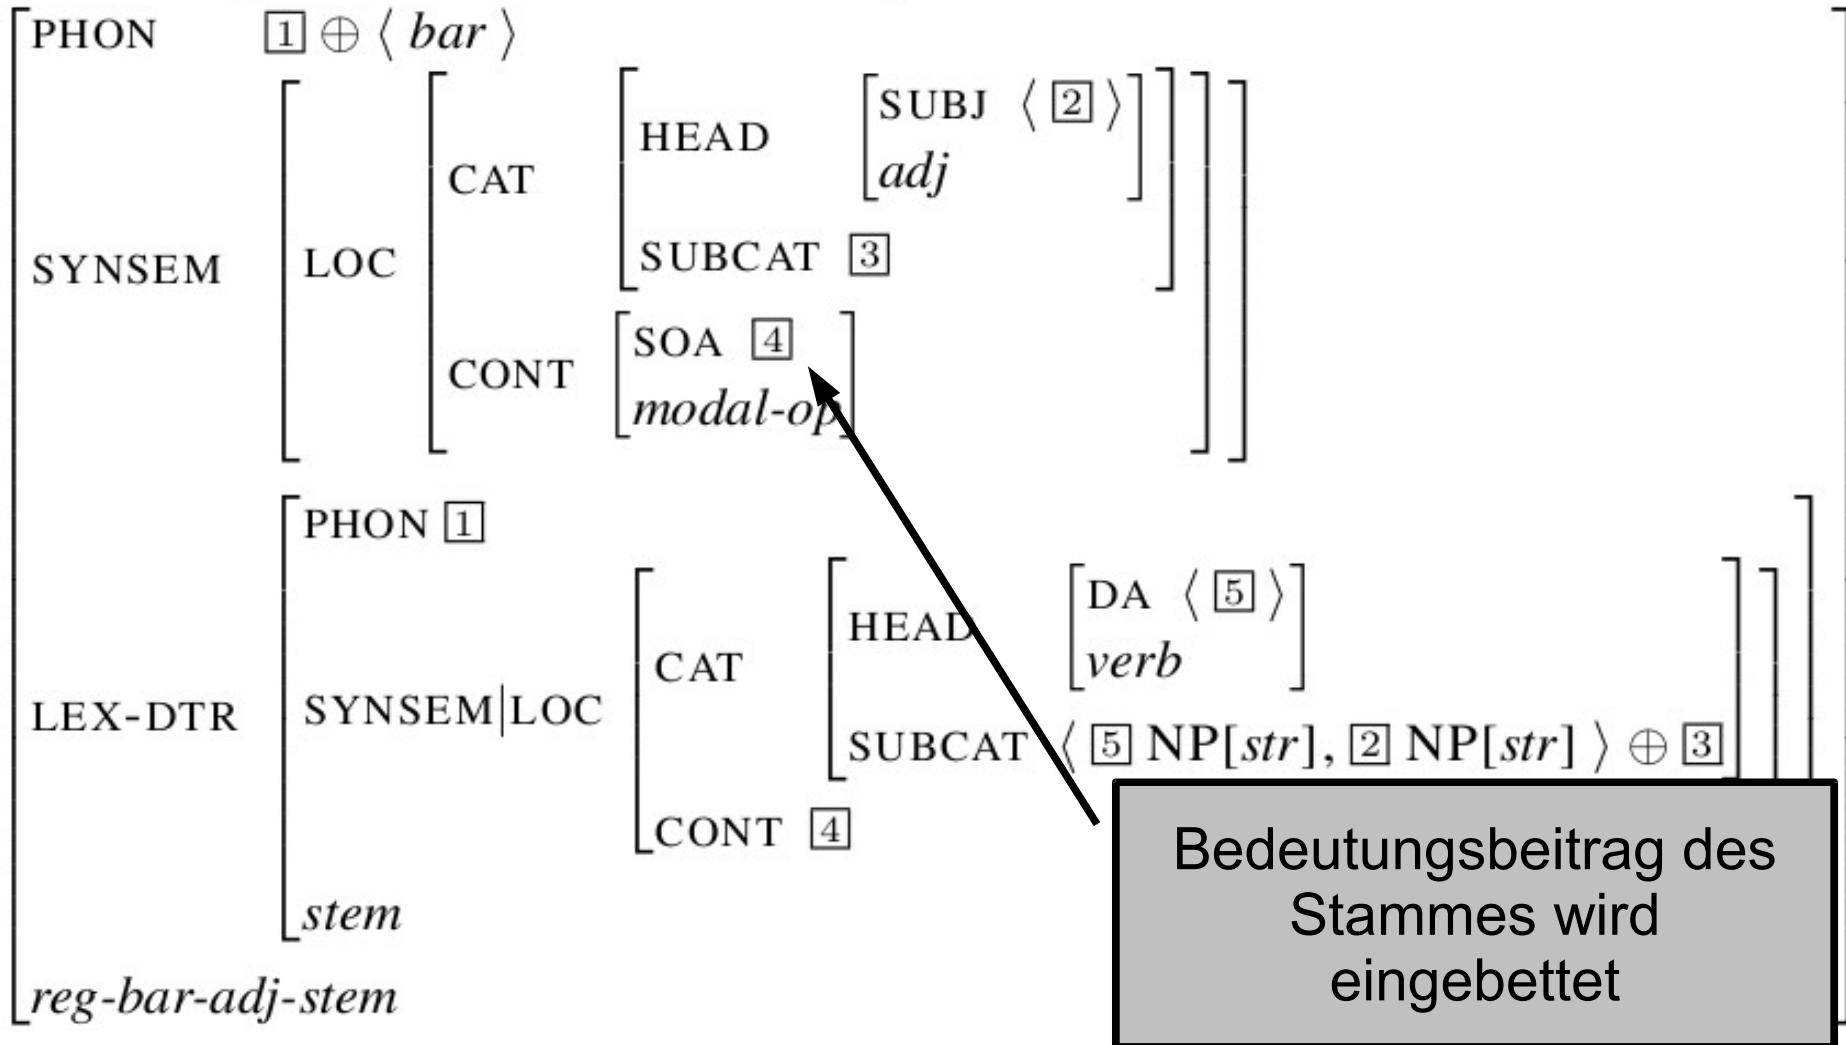 PHON [1] ⊕ ⟨ bar ⟩
SYNSEM LOC CAT HEAD SUBJ ⟨ [2] ⟩
adj
SUBCAT [3]
CONT SOA [4]
modal-op
LEX-DTR PHON [1]
SYNSEM|LOC CAT HEAD DA ⟨ [5] ⟩
verb
SUBCAT ⟨ [5] NP[str], [2] NP[str] ⟩ ⊕ [3]
CONT [4]
stem
reg-bar-adj-stem
Bedeutungsbeitrag des
Stammes wird
eingebettet